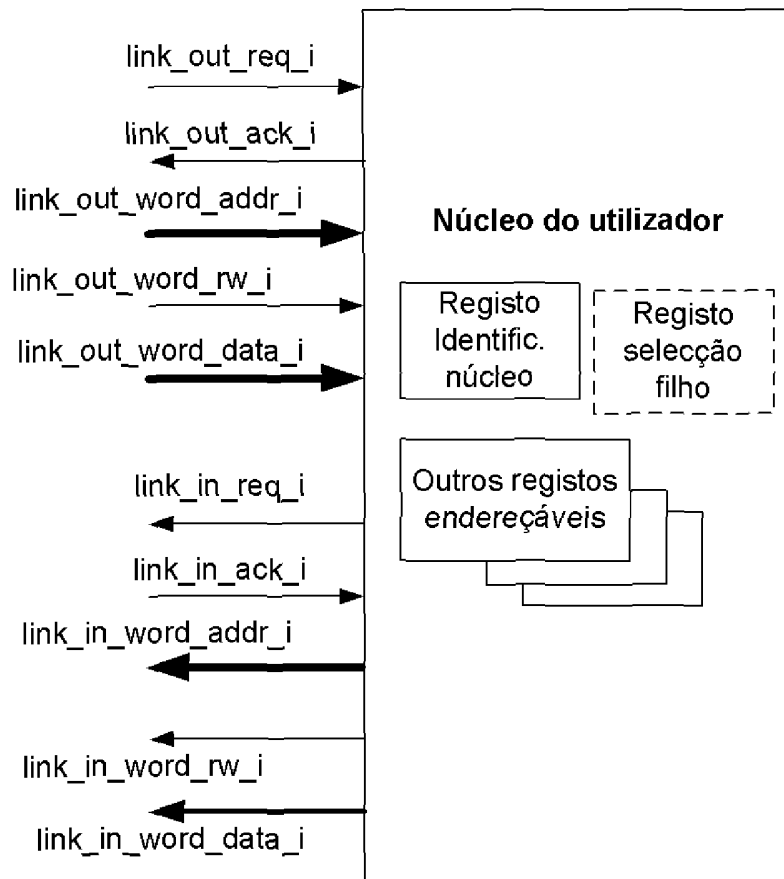 link_out_req_i
link_out_ack_i
link_out_word_addr_i
link_out_word_rw_i
link_out_word_data_i
link_in_req_i
link_in_ack_i
link_in_word_addr_i
link_in_word_rw_i
link_in_word_data_i
Núcleo do utilizador
Registo
Identific.
núcleo
Registo
selecção
filho
Outros registos
endereçáveis